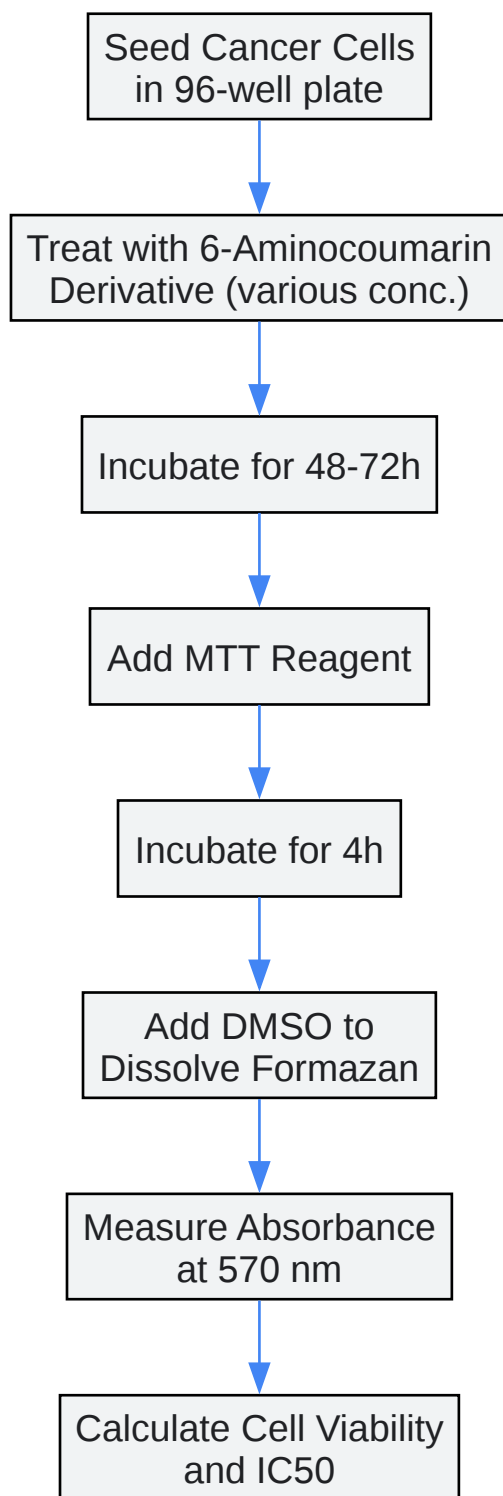 Seed Cancer Cells
in 96-well plate
Treat with 6-Aminocoumarin
Derivative (various conc.)
Incubate for 48-72h
Add MTT Reagent
Incubate for 4h
Add DMSO to
Dissolve Formazan
Measure Absorbance
at 570 nm
Calculate Cell Viability
and IC50